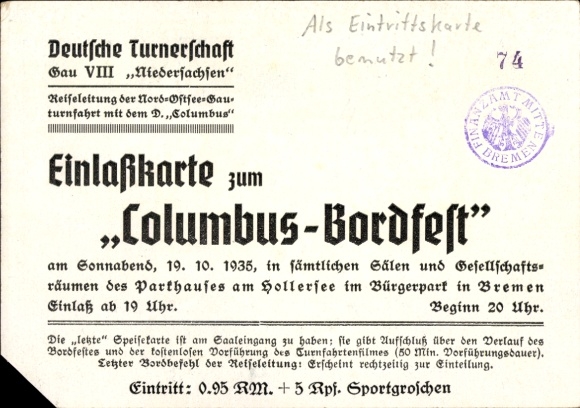 Als Eintrittskarte
benutzt!
74
Deutsche Turnerschaft
Gau VIII „Niedersachsen“
Reiseleitung der Nord=Ostsee=Gau=
turnfahrt mit dem D. „Columbus“
FINANZAMT MITTE
BREMEN
Einlaßkarte zum
„Columbus-Bordfest”
am Sonnabend, 19. 10. 1935, in sämtlichen Sälen und Gesellschafts=
räumen des Parkhauses am Hollersee im Bürgerpark in Bremen
Einlaß ab 19 Uhr. Beginn 20 Uhr.
Die „letzte“ Speisekarte ist am Saaleingang zu haben; sie gibt Aufschluß über den Verlauf des
Bordfestes und der kostenlosen Vorführung des Turnfahrtenfilmes (50 Min. Vorführungsdauer).
Letzter Bordbefehl der Reiseleitung: Erscheint rechtzeitig zur Einteilung.
Eintritt: 0.95 RM. + 5 Rpf. Sportgroschen